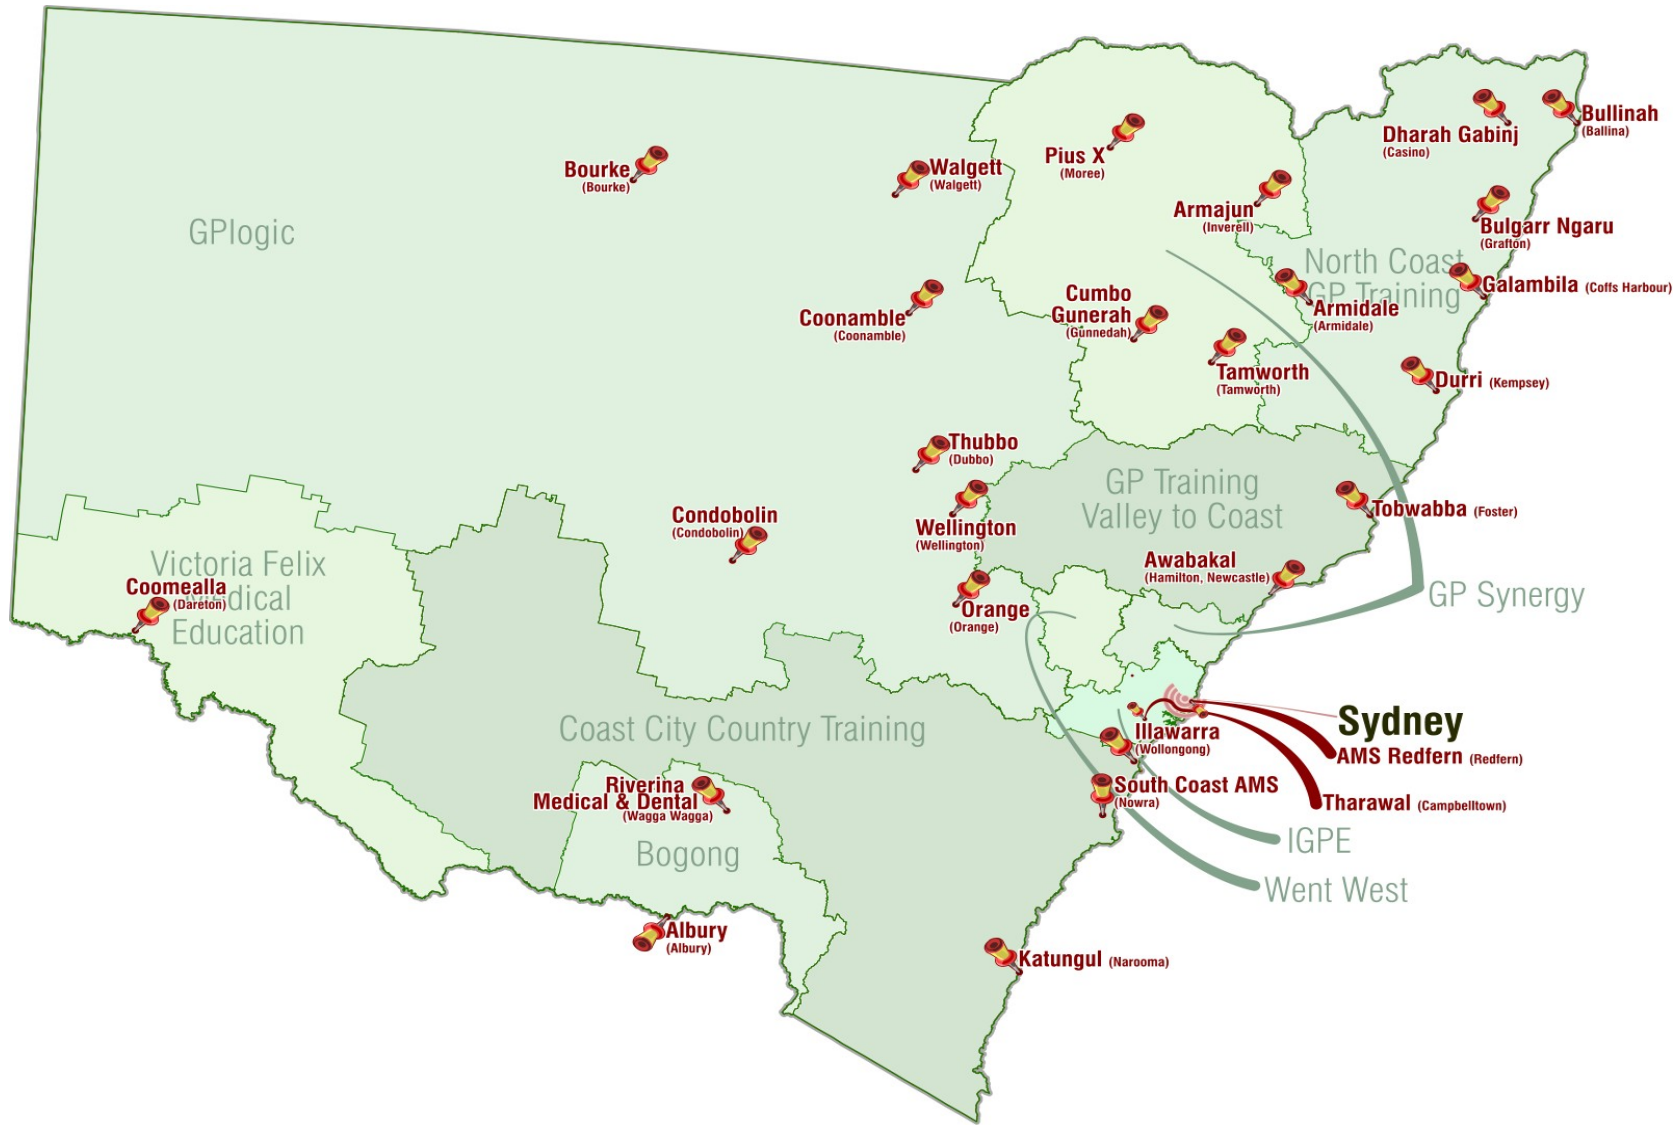 Bullinah
(Ballina)
Dharah Gabinj
(Casino)
Pius X
(Moree)
Bourke
(Bourke)
Walgett
(Walgett)
Armajun
(Inverell)
Bulgarr Ngaru
(Grafton)
GPlogic
North Coast
GP Training
Galambila (Coffs Harbour)
Cumbo
Gunerah
(Gunnedah)
Armidale
(Armidale)
Coonamble
(Coonamble)
Tamworth
(Tamworth)
Durri (Kempsey)
Thubbo
(Dubbo)
GP Training
Valley to Coast
Tobwabba (Foster)
Wellington
(Wellington)
Condobolin
(Condobolin)
Awabakal
(Hamilton, Newcastle)
Victoria Felix
Medical
Education
Coomealla
(Dareton)
Orange
(Orange)
GP Synergy
Coast City Country Training
Sydney
Illawarra
(Wollongong)
AMS Redfern (Redfern)
South Coast AMS
(Nowra)
Tharawal (Campbelltown)
Riverina
Medical & Dental
(Wagga Wagga)
IGPE
Bogong
Went West
Albury
(Albury)
Katungul (Narooma)